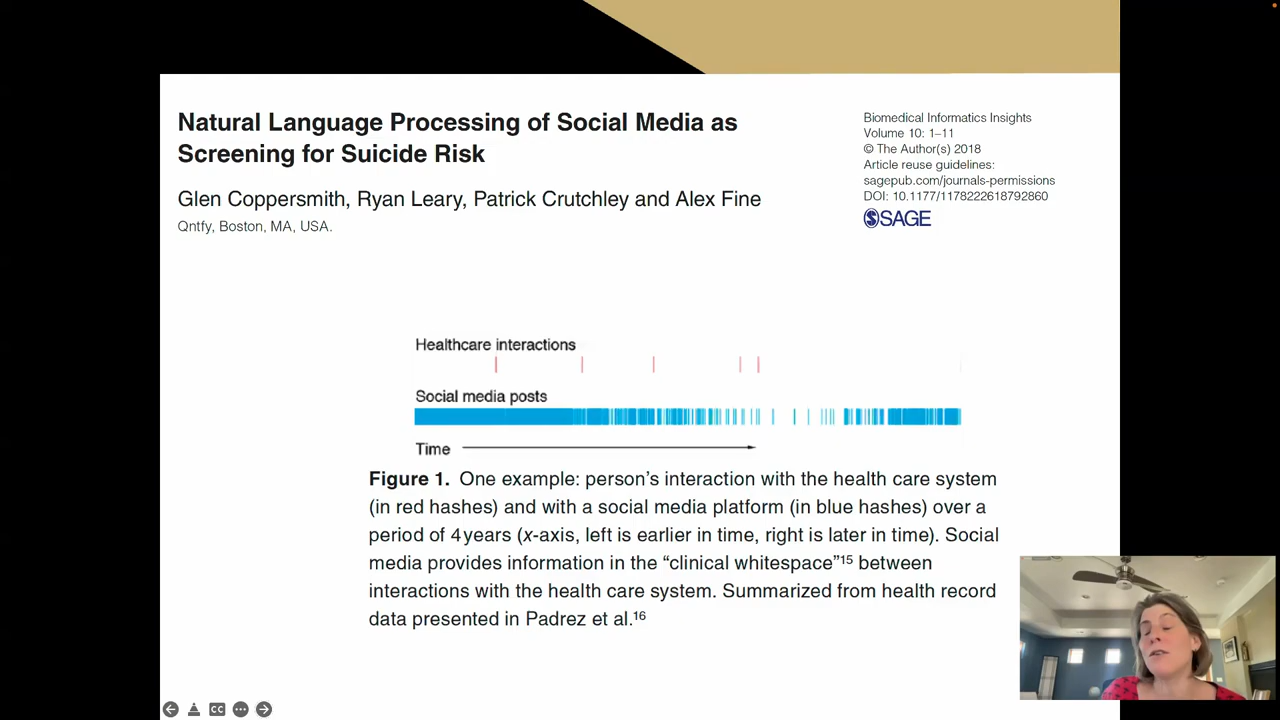 Natural Language Processing of Social Media as
Screening for Suicide Risk
Glen Coppersmith, Ryan Leary, Patrick Crutchley and Alex Fine
Qntfy, Boston, MA, USA.
Biomedical Informatics Insights
Volume 10: 1–11
© The Author(s) 2018
Article reuse guidelines:
sagepub.com/journals-permissions
DOI: 10.1177/1178222618792860
SAGE
Healthcare interactions
Social media posts
Time
Figure 1. One example: person’s interaction with the health care system
(in red hashes) and with a social media platform (in blue hashes) over a
period of 4 years (x-axis, left is earlier in time, right is later in time). Social
media provides information in the “clinical whitespace”¹⁵ between
interactions with the health care system. Summarized from health record
data presented in Padrez et al.¹⁶
CC